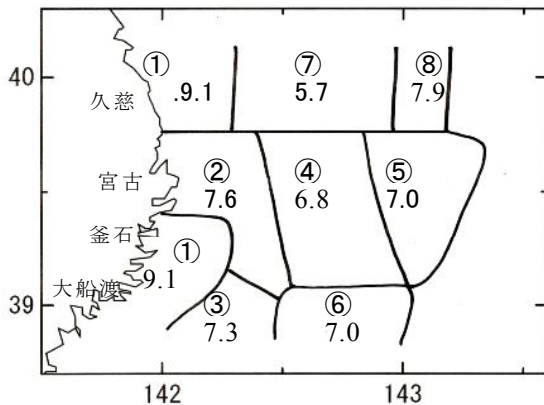 ① ⑦ ⑧
40
久慈 .9.1 5.7 7.9
宮古 ② ④ ⑤
7.6 6.8 7.0
釜石 ①
大船渡 9.1
39
③ ⑥
7.3 7.0
142 143